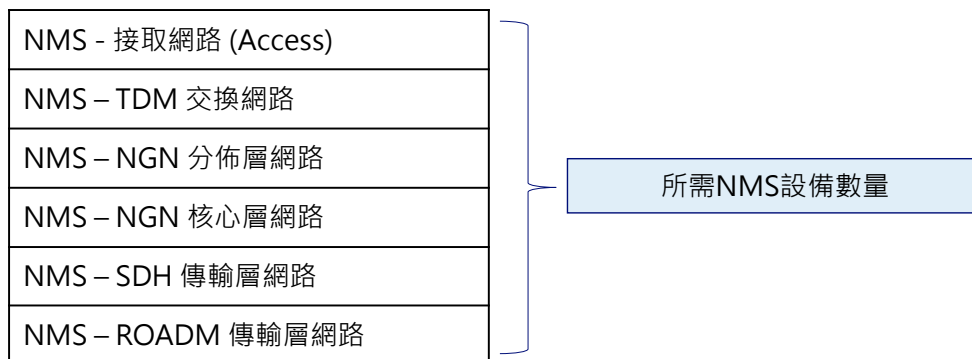 NMS - 接取網路 (Access)
NMS – TDM 交換網路
NMS – NGN 分佈層網路
NMS – NGN 核心層網路
NMS – SDH 傳輸層網路
NMS – ROADM 傳輸層網路
所需NMS設備數量